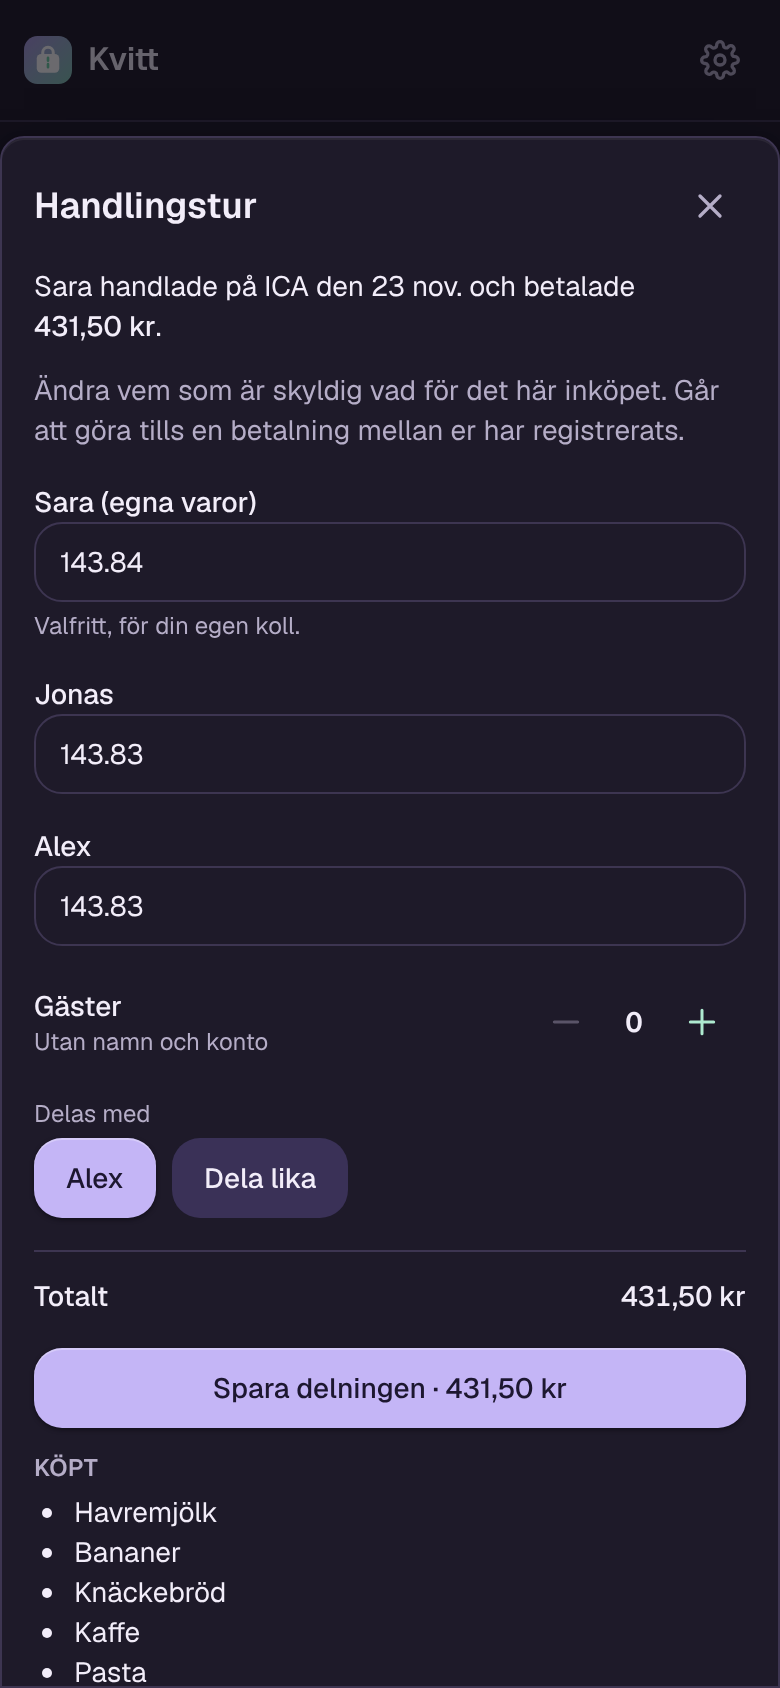 Kvitt
Handlingstur
Sara handlade på ICA den 23 nov. och betalade
431,50 kr.
Ändra vem som är skyldig vad för det här inköpet. Går
att göra tills en betalning mellan er har registrerats.
Sara (egna varor)
143.84
Valfritt, för din egen koll.
Jonas
143.83
Alex
143.83
Gäster
Utan namn och konto
0
Delas med
Alex
Dela lika
Totalt
431,50 kr
Spara delningen · 431,50 kr
KÖPT
Havremjölk
Bananer
Knäckebröd
Kaffe
Pasta